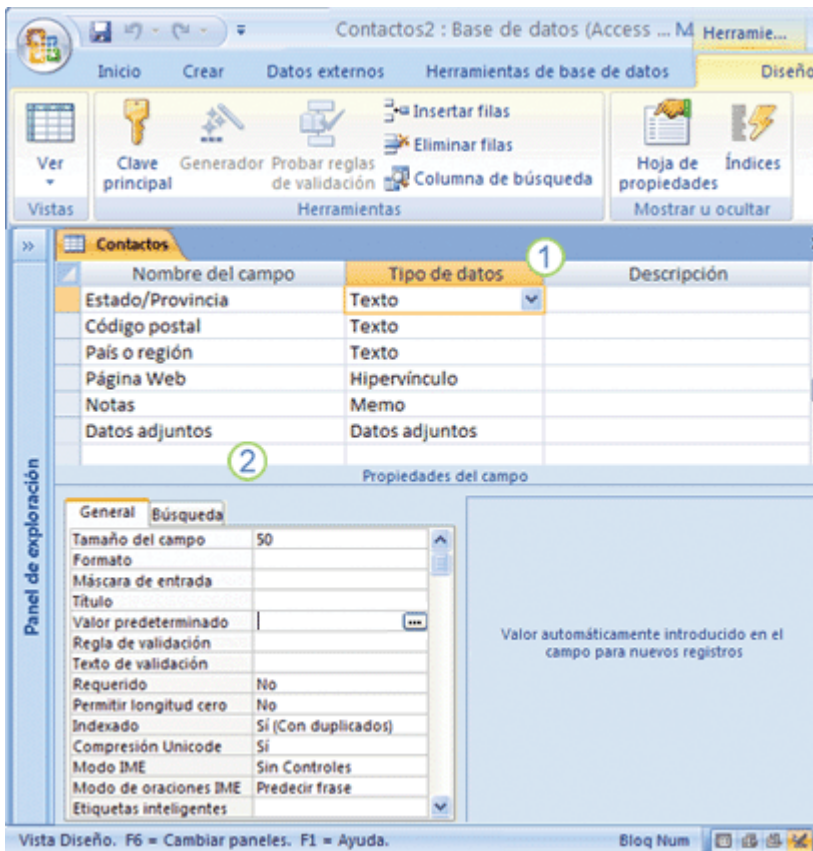 Contactos2 : Base de datos (Access ... M Herramie...
Inicio Crear Datos externos Herramientas de base de datos Diseño
Ver
Clave principal
Generador
Probar reglas de validación
Insertar filas
Eliminar filas
Columna de búsqueda
Hoja de propiedades
Índices
Vistas Herramientas Mostrar u ocultar
Contactos
1
Nombre del campo Tipo de datos Descripción
Estado/Provincia Texto
Código postal Texto
País o región Texto
Página Web Hipervínculo
Notas Memo
Datos adjuntos Datos adjuntos
2
Propiedades del campo
Panel de exploración
General Búsqueda
Tamaño del campo 50
Formato
Máscara de entrada
Título
Valor predeterminado
Regla de validación
Texto de validación
Requerido No
Permitir longitud cero No
Indexado Sí (Con duplicados)
Compresión Unicode Sí
Modo IME Sin Controles
Modo de oraciones IME Predecir frase
Etiquetas inteligentes
Valor automáticamente introducido en el
campo para nuevos registros
Vista Diseño. F6 = Cambiar paneles. F1 = Ayuda. Bloq Num